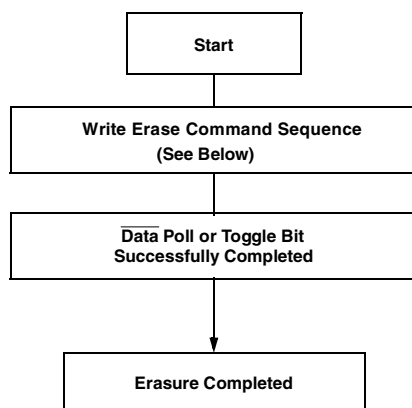 Start
Write Erase Command Sequence
(See Below)
Data Poll or Toggle Bit
Successfully Completed
Erasure Completed